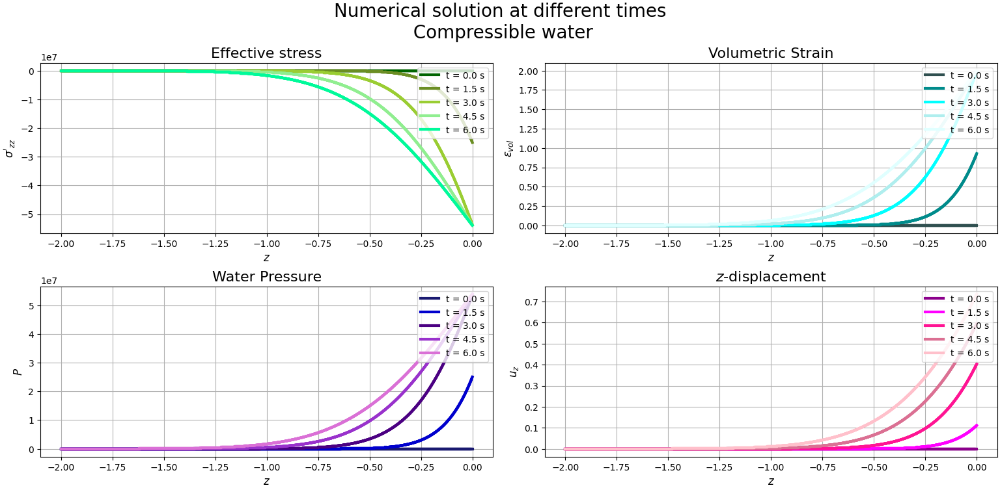 Numerical solution at different times
Compressible water
Effective stress
1e7
0
−1
−2
−3
−4
−5
σ'zz
−2.00 −1.75 −1.50 −1.25 −1.00 −0.75 −0.50 −0.25 0.00
z
t = 0.0 s
t = 1.5 s
t = 3.0 s
t = 4.5 s
t = 6.0 s
Volumetric Strain
2.00
1.75
1.50
1.25
1.00
0.75
0.50
0.25
0.00
εvol
−2.00 −1.75 −1.50 −1.25 −1.00 −0.75 −0.50 −0.25 0.00
z
t = 0.0 s
t = 1.5 s
t = 3.0 s
t = 4.5 s
t = 6.0 s
Water Pressure
1e7
5
4
3
2
1
0
P
−2.00 −1.75 −1.50 −1.25 −1.00 −0.75 −0.50 −0.25 0.00
z
t = 0.0 s
t = 1.5 s
t = 3.0 s
t = 4.5 s
t = 6.0 s
z-displacement
0.7
0.6
0.5
0.4
0.3
0.2
0.1
0.0
uz
−2.00 −1.75 −1.50 −1.25 −1.00 −0.75 −0.50 −0.25 0.00
z
t = 0.0 s
t = 1.5 s
t = 3.0 s
t = 4.5 s
t = 6.0 s